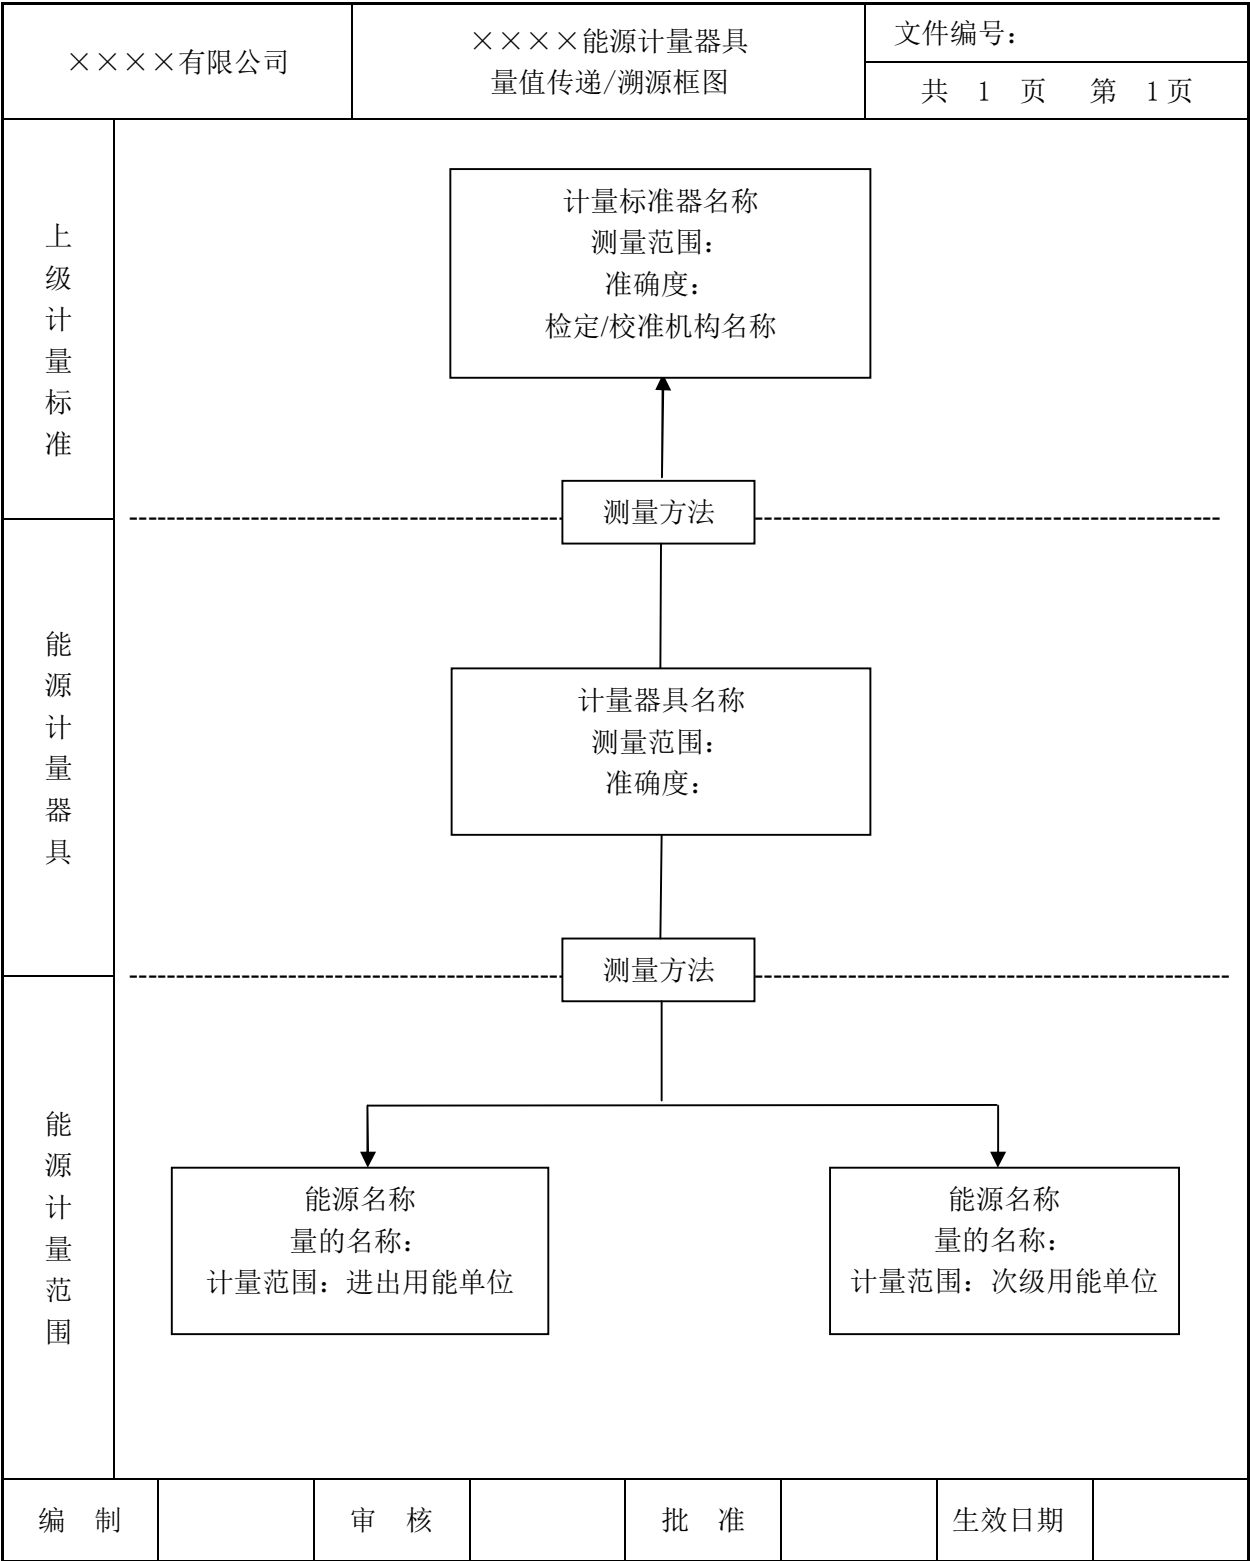 ××××有限公司
××××能源计量器具
量值传递/溯源框图
文件编号：
共 1 页 第 1页
上
级
计
量
标
准
计量标准器名称
测量范围：
准确度：
检定/校准机构名称
测量方法
能
源
计
量
器
具
计量器具名称
测量范围：
准确度：
测量方法
能
源
计
量
范
围
能源名称
量的名称：
计量范围：进出用能单位
能源名称
量的名称：
计量范围：次级用能单位
编 制
审 核
批 准
生效日期